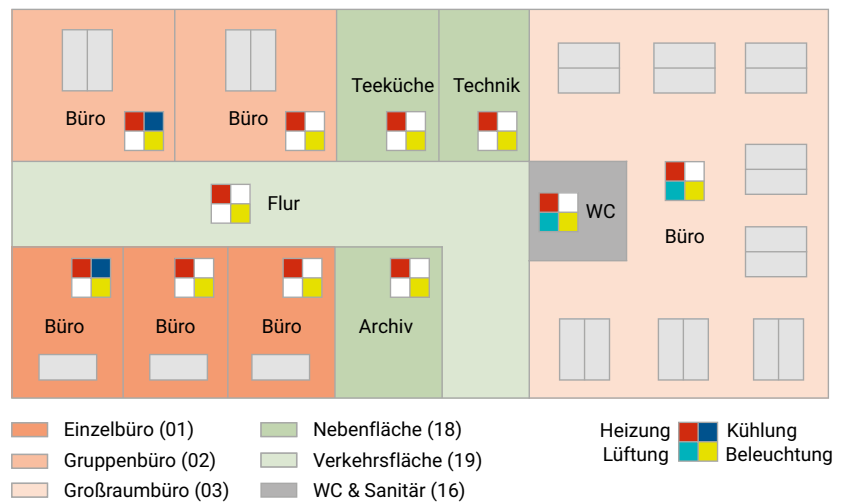 Teeküche Technik
Büro Büro
Flur
WC
Büro
Büro Büro Büro Archiv
Einzelbüro (01) Nebenfläche (18) Heizung Kühlung
Gruppenbüro (02) Verkehrsfläche (19) Lüftung Beleuchtung
Großraumbüro (03) WC & Sanitär (16)